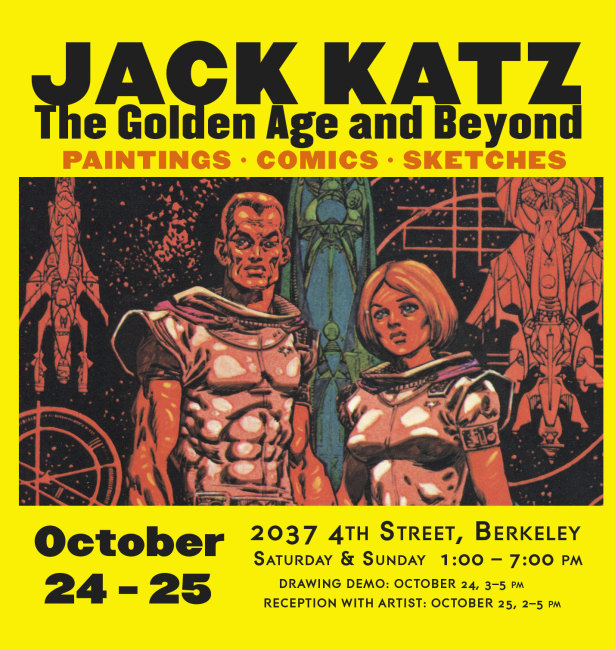 JACK KATZ
The Golden Age and Beyond
PAINTINGS · COMICS · SKETCHES
October
24 - 25
2037 4TH STREET, BERKELEY
SATURDAY & SUNDAY 1:00 – 7:00 PM
DRAWING DEMO: OCTOBER 24, 3–5 PM
RECEPTION WITH ARTIST: OCTOBER 25, 2–5 PM